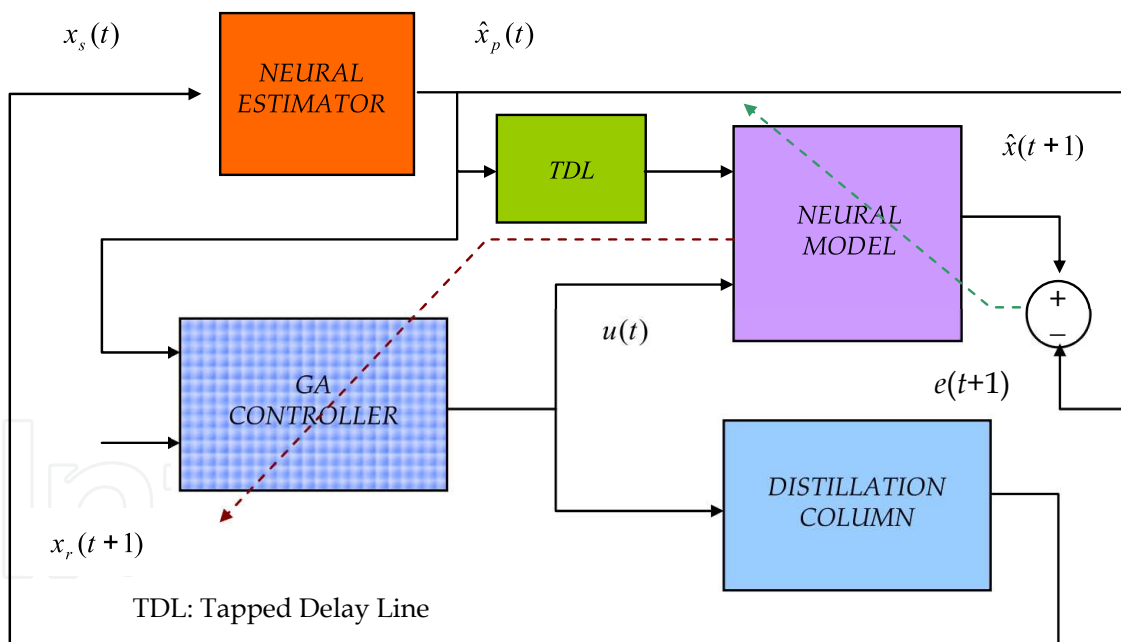 x_s(t)
x̂_p(t)
NEURAL
ESTIMATOR
TDL
x̂(t+1)
NEURAL
MODEL
+
−
u(t)
e(t+1)
GA
CONTROLLER
DISTILLATION
COLUMN
x_r(t+1)
TDL: Tapped Delay Line